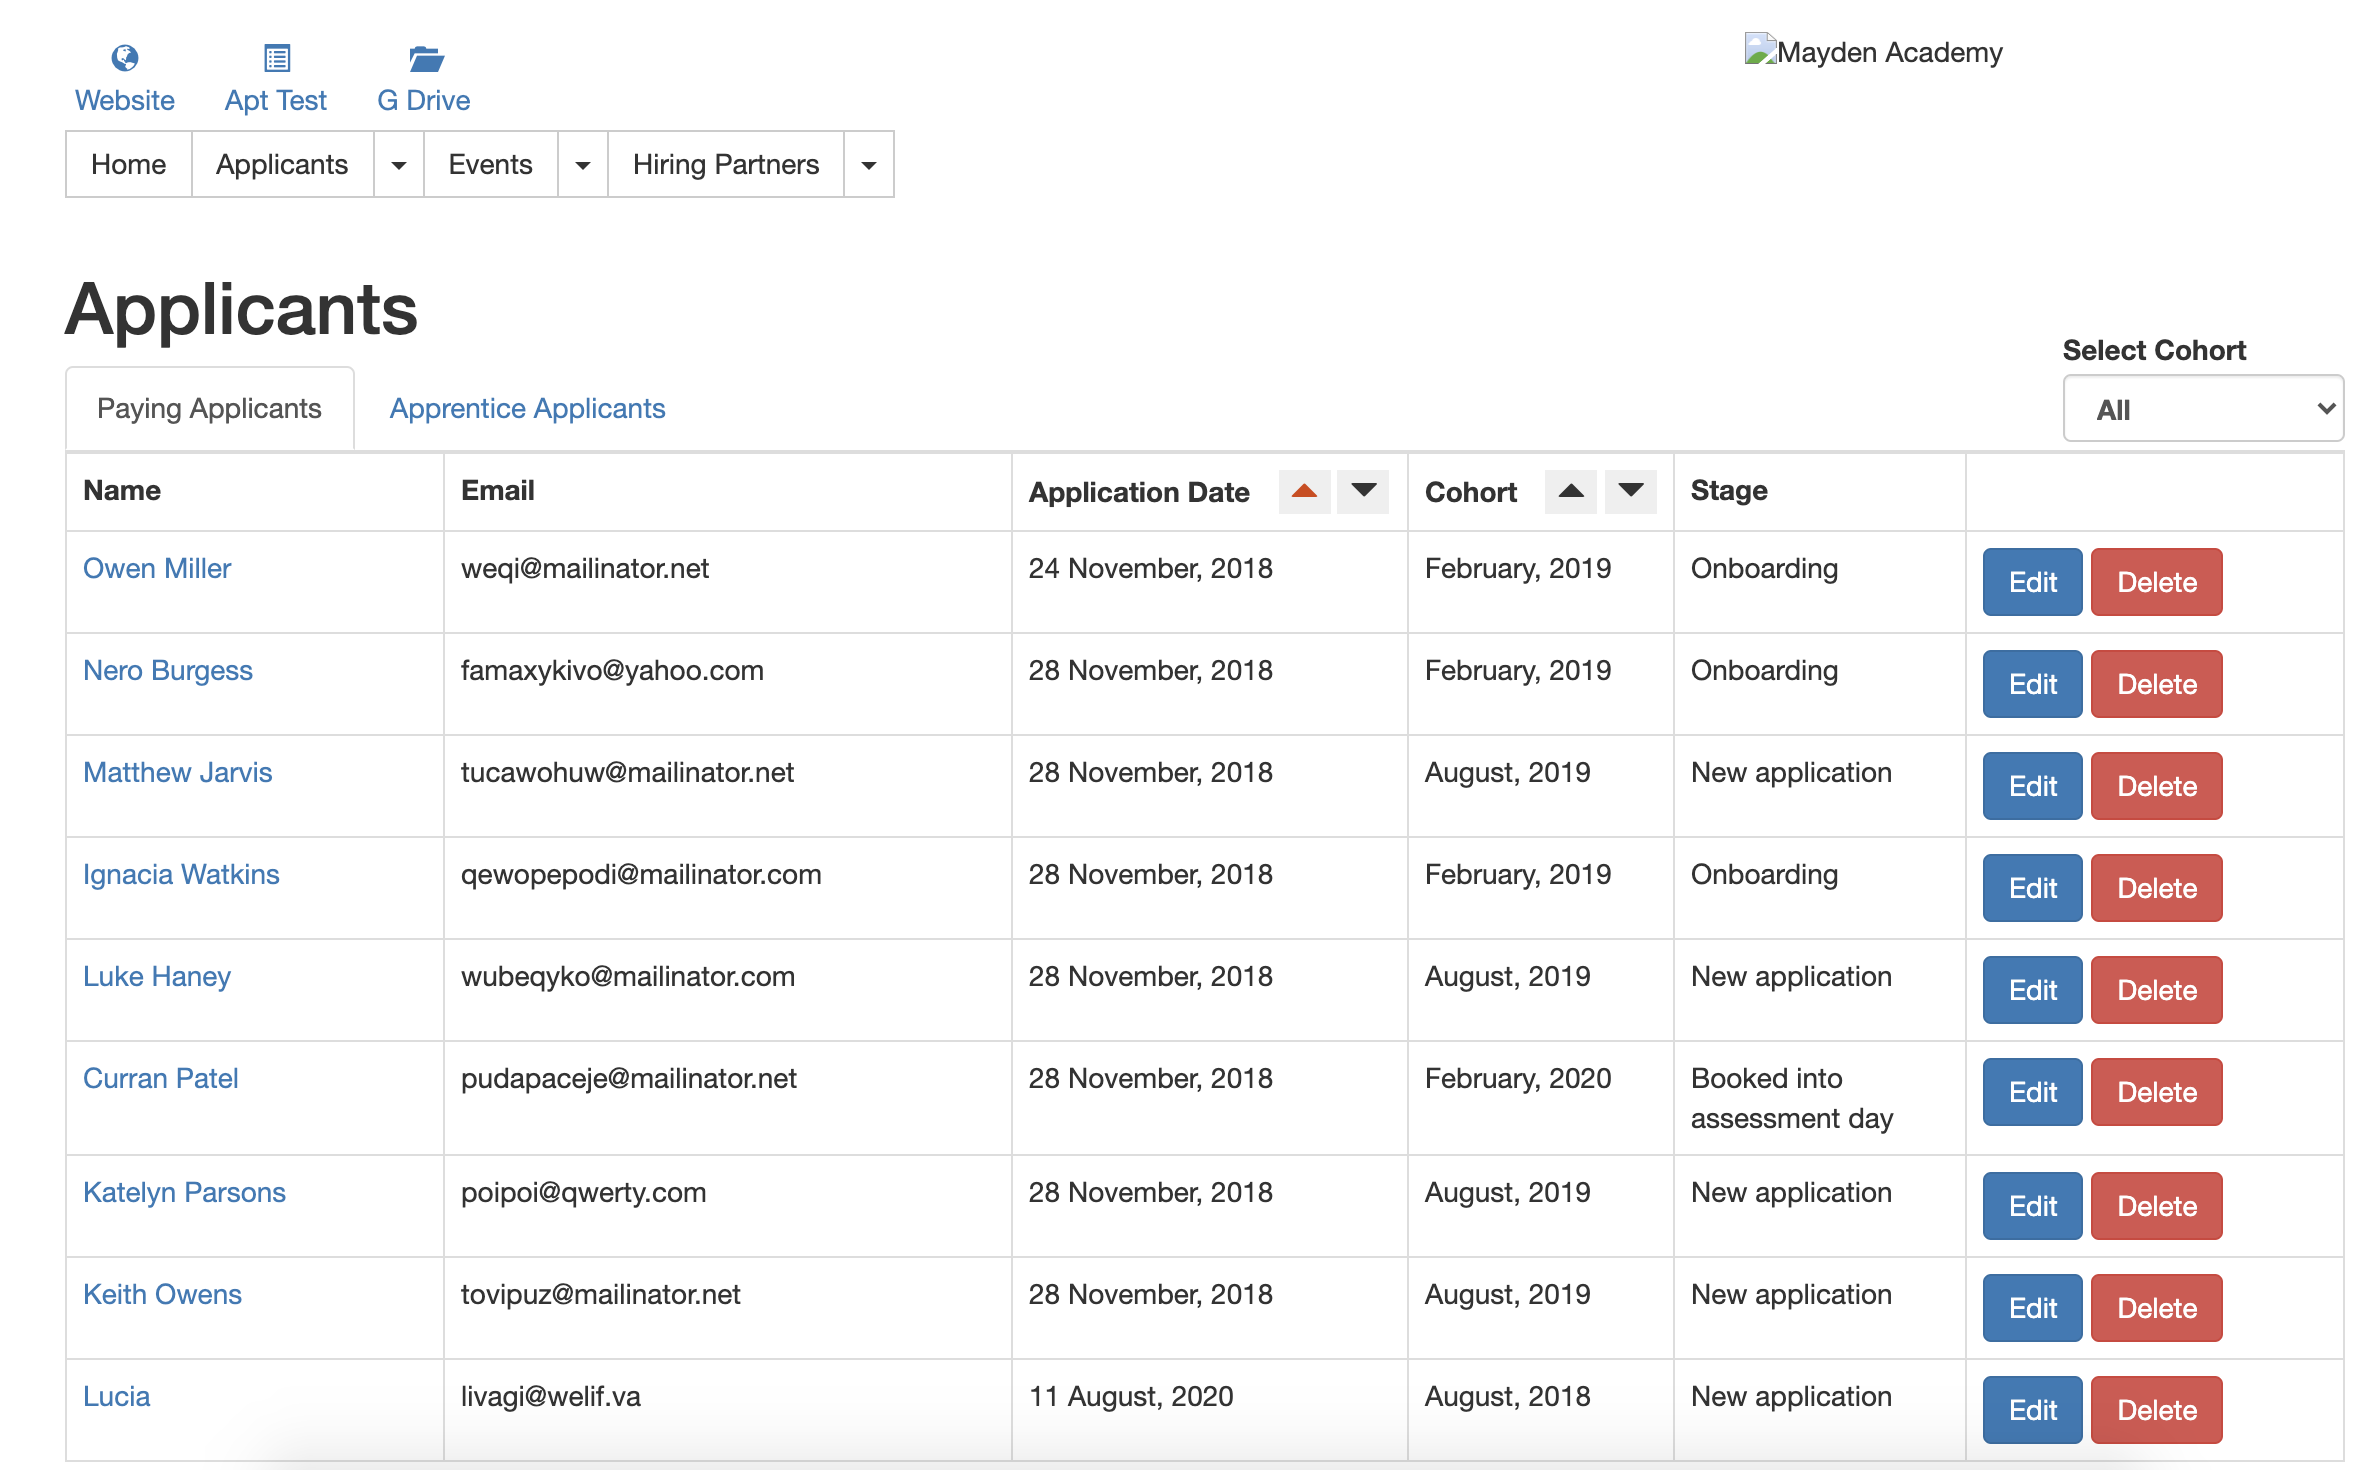 Website Apt Test G Drive
Mayden Academy
Home Applicants Events Hiring Partners
Applicants
Select Cohort
Paying Applicants Apprentice Applicants All
Name Email Application Date Cohort Stage
Owen Miller weqi@mailinator.net 24 November, 2018 February, 2019 Onboarding Edit Delete
Nero Burgess famaxykivo@yahoo.com 28 November, 2018 February, 2019 Onboarding Edit Delete
Matthew Jarvis tucawohuw@mailinator.net 28 November, 2018 August, 2019 New application Edit Delete
Ignacia Watkins qewopepodi@mailinator.com 28 November, 2018 February, 2019 Onboarding Edit Delete
Luke Haney wubeqyko@mailinator.com 28 November, 2018 August, 2019 New application Edit Delete
Curran Patel pudapaceje@mailinator.net 28 November, 2018 February, 2020 Booked into Edit Delete
assessment day
Katelyn Parsons poipoi@qwerty.com 28 November, 2018 August, 2019 New application Edit Delete
Keith Owens tovipuz@mailinator.net 28 November, 2018 August, 2019 New application Edit Delete
Lucia livagi@welif.va 11 August, 2020 August, 2018 New application Edit Delete